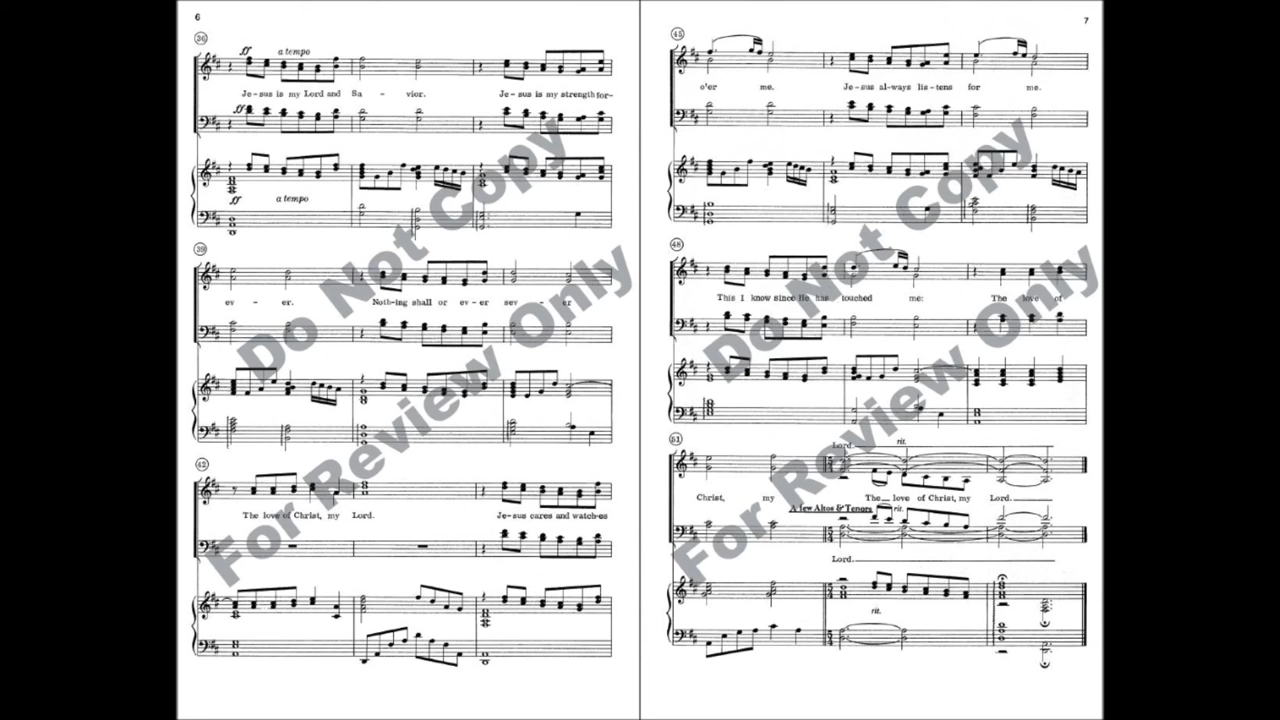 6
36
ff a tempo
Je-sus is my Lord and Sa - vior. Je-sus is my strength for-
ff
ff a tempo
39
ev - er. Noth-ing shall or ev-er sev - er
42
The love of Christ, my Lord. Je-sus cares and watch-es
Do Not Copy
For Review Only
7
45
o'er me. Je-sus al-ways lis-tens for me.
48
This I know since He has touched me: The love of
51
Lord. rit.
Christ, my The love of Christ, my Lord.
A few Altos & Tenors rit.
Lord.
rit.
Do Not Copy
For Review Only